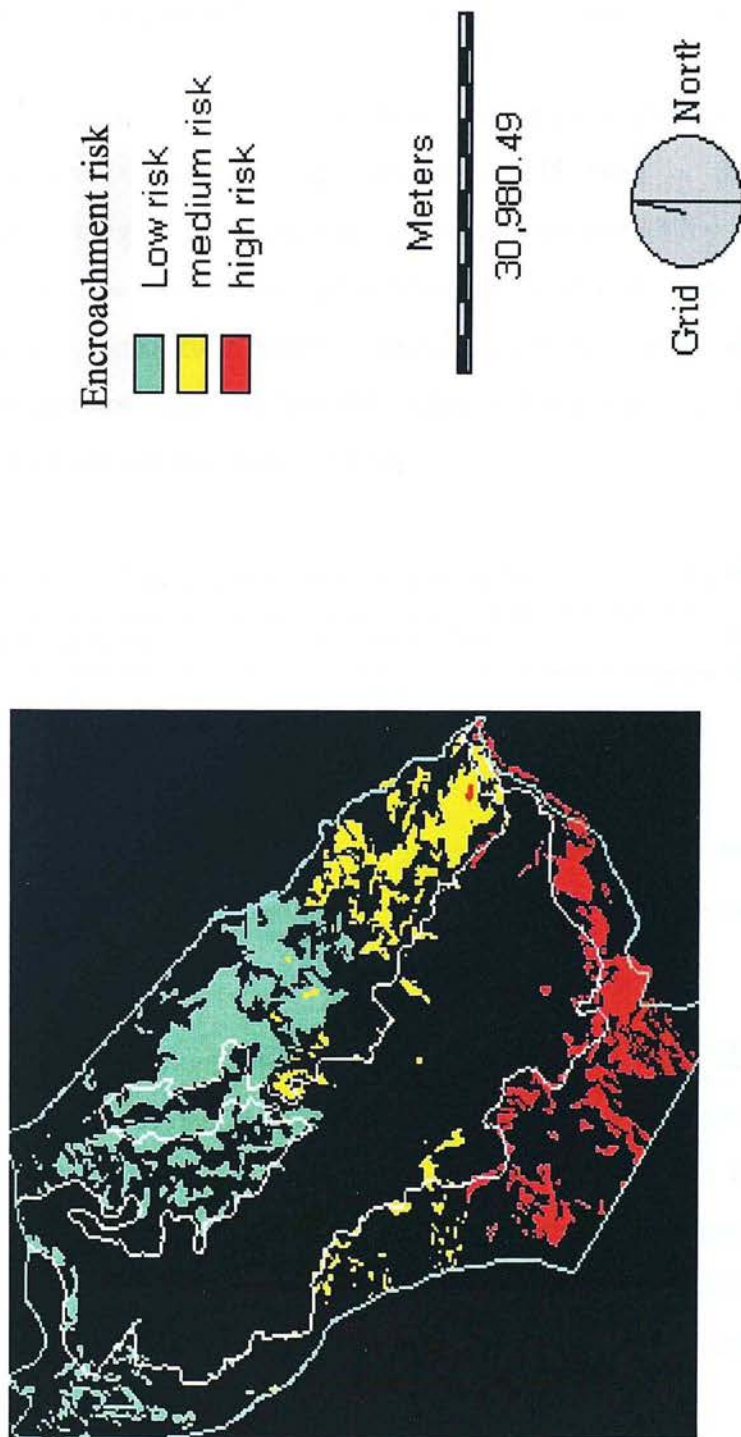 Encroachment risk
Low risk
medium risk
high risk
Meters
30,980.49
Grid North